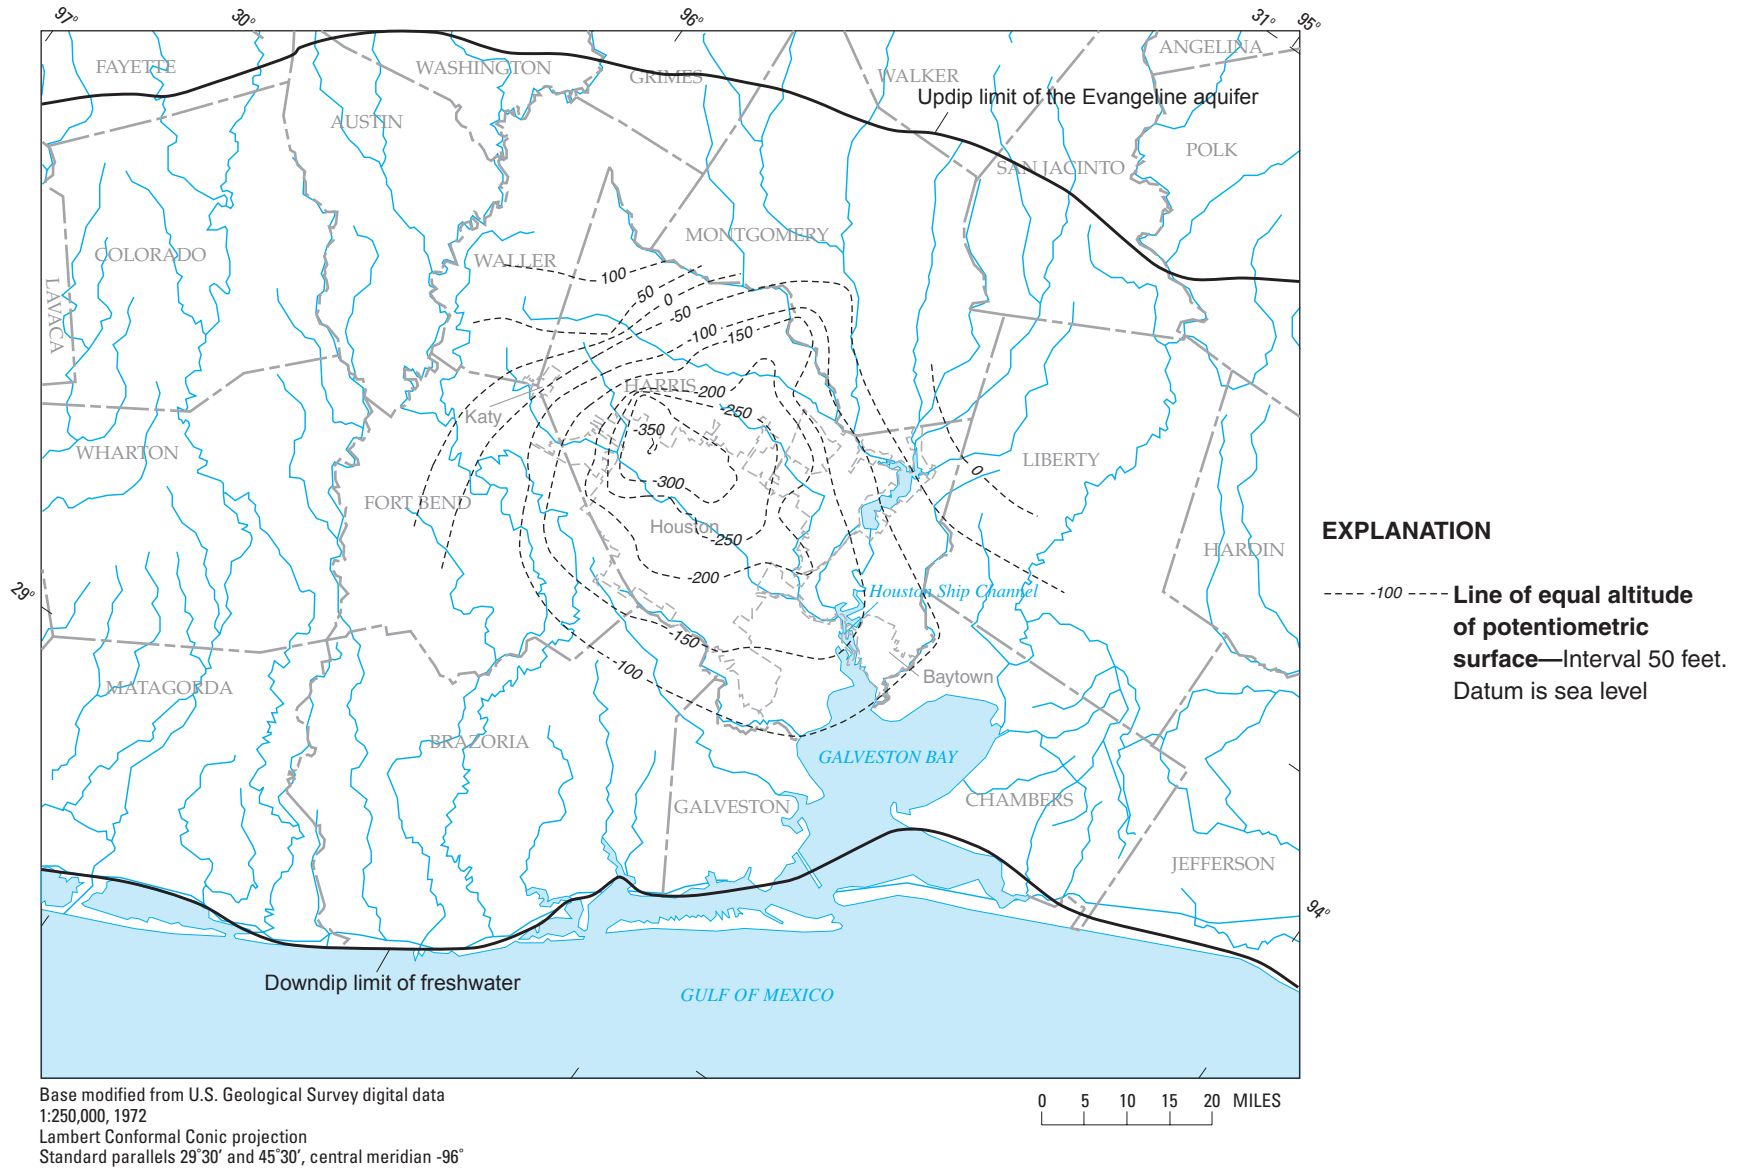 97°
30°
96°
31°
95°
FAYETTE
WASHINGTON
GRIMES
WALKER
ANGELINA
Updip limit of the Evangeline aquifer
AUSTIN
POLK
SAN JACINTO
MONTGOMERY
COLORADO
WALLER
LAVACA
100
50
0
-50
-100
-150
HARRIS
-200
-250
Katy
-350
WHARTON
LIBERTY
0
-300
FORT BEND
Houston
-250
HARDIN
-200
29°
Houston Ship Channel
-150
-100
Baytown
MATAGORDA
BRAZORIA
GALVESTON BAY
GALVESTON
CHAMBERS
JEFFERSON
94°
Downdip limit of freshwater
GULF OF MEXICO
EXPLANATION
-100
Line of equal altitude
of potentiometric
surface—Interval 50 feet.
Datum is sea level
Base modified from U.S. Geological Survey digital data
1:250,000, 1972
Lambert Conformal Conic projection
Standard parallels 29°30′ and 45°30′, central meridian -96°
0 5 10 15 20 MILES